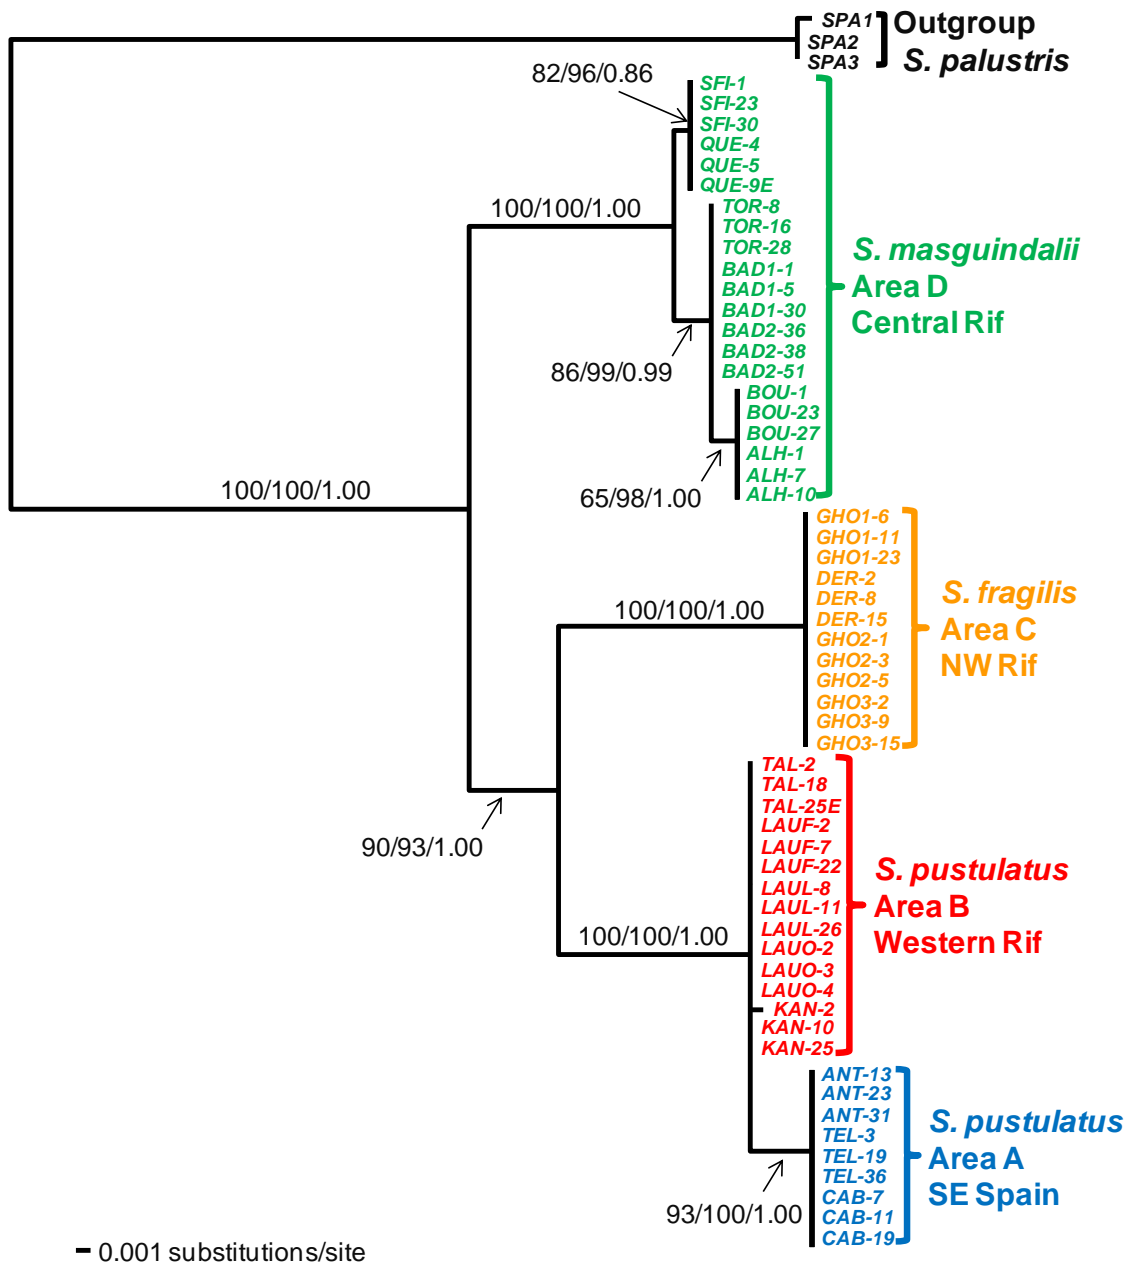 SPA1
SPA2
SPA3
Outgroup
S. palustris
82/96/0.86
SFI-1
SFI-23
SFI-30
QUE-4
QUE-5
QUE-9E
100/100/1.00
TOR-8
TOR-16
TOR-28
BAD1-1
BAD1-5
BAD1-30
BAD2-36
BAD2-38
BAD2-51
86/99/0.99
BOU-1
BOU-23
BOU-27
ALH-1
ALH-7
ALH-10
65/98/1.00
S. masguindalii
Area D
Central Rif
100/100/1.00
GHO1-6
GHO1-11
GHO1-23
DER-2
DER-8
DER-15
GHO2-1
GHO2-3
GHO2-5
GHO3-2
GHO3-9
GHO3-15
100/100/1.00
S. fragilis
Area C
NW Rif
90/93/1.00
TAL-2
TAL-18
TAL-25E
LAUF-2
LAUF-7
LAUF-22
LAUL-8
LAUL-11
LAUL-26
LAUO-2
LAUO-3
LAUO-4
KAN-2
KAN-10
KAN-25
100/100/1.00
S. pustulatus
Area B
Western Rif
ANT-13
ANT-23
ANT-31
TEL-3
TEL-19
TEL-36
CAB-7
CAB-11
CAB-19
93/100/1.00
S. pustulatus
Area A
SE Spain
0.001 substitutions/site